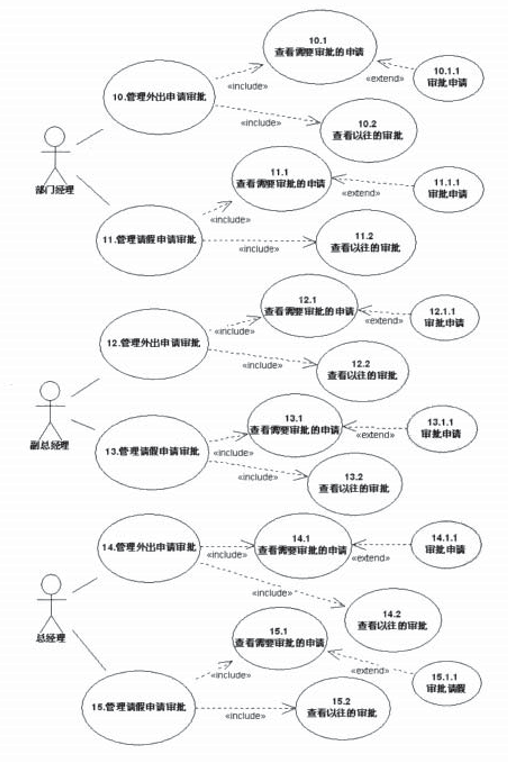 10.1
查看需要审批的申请
10.1.1
审批申请
«extend»
«include»
10.管理外出申请审批
«include»
10.2
查看以往的审批
部门经理
11.1
查看需要审批的申请
11.1.1
审批申请
«extend»
«include»
11.管理请假申请审批
«include»
11.2
查看以往的审批
12.1
查看需要审批的申请
12.1.1
审批申请
«extend»
«include»
12.管理外出申请审批
«include»
12.2
查看以往的审批
副总经理
13.1
查看需要审批的申请
13.1.1
审批申请
«extend»
13.管理请假申请审批
«include»
«include»
13.2
查看以往的审批
14.管理外出申请审批
14.1
查看需要审批的申请
14.1.1
审批申请
«include»
«extend»
«include»
14.2
查看以往的审批
总经理
15.1
查看需要审批的申请
«extend»
15.1.1
审批请假
«include»
15.管理请假申请审批
«include»
15.2
查看以往的审批